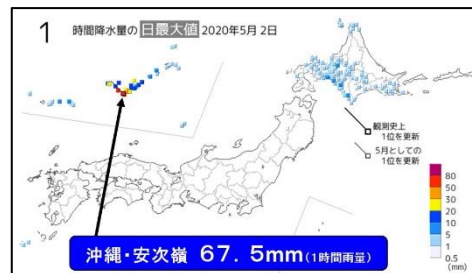 1 時間降水量の 日最大値 2020年5月 2日
観測史上
1位を更新
5月としての
1位を更新
80
50
30
20
10
5
1
0.5
(mm)
沖縄・安次嶺 67.5mm(1時間雨量)